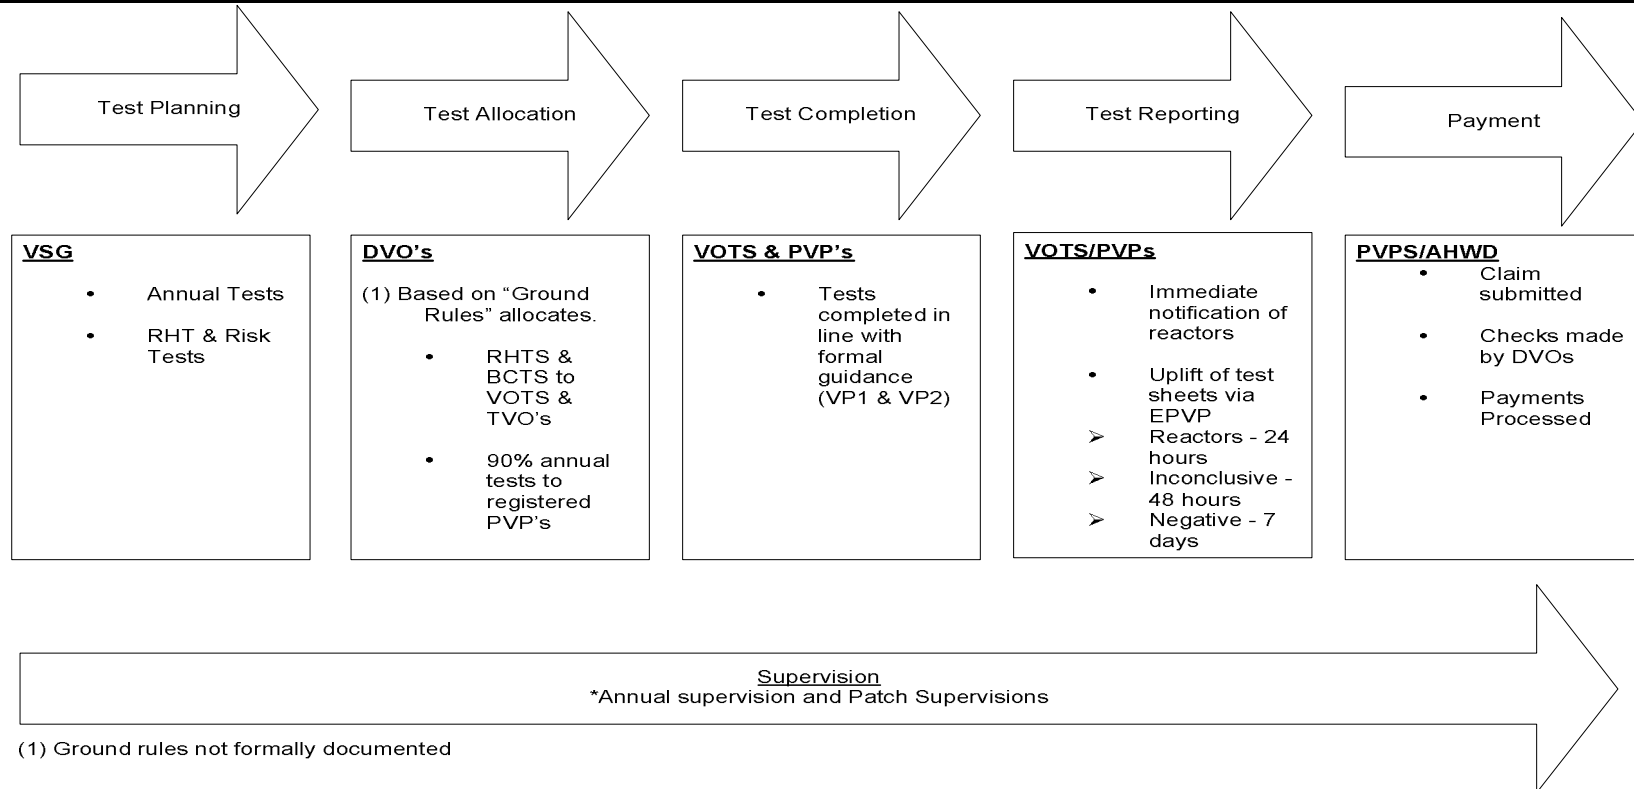 Test Planning
Test Allocation
Test Completion
Test Reporting
Payment
VSG
• Annual Tests
• RHT & Risk
Tests
DVO’s
(1) Based on “Ground
Rules” allocates.
• RHTS &
BCTS to
VOTS &
TVO’s
• 90% annual
tests to
registered
PVP’s
VOTS & PVP’s
• Tests
completed in
line with
formal
guidance
(VP1 & VP2)
VOTS/PVPs
• Immediate
notification of
reactors
• Uplift of test
sheets via
EPVP
➢ Reactors - 24
hours
➢ Inconclusive -
48 hours
➢ Negative - 7
days
PVPS/AHWD
• Claim
submitted
• Checks made
by DVOs
• Payments
Processed
Supervision
*Annual supervision and Patch Supervisions
(1) Ground rules not formally documented